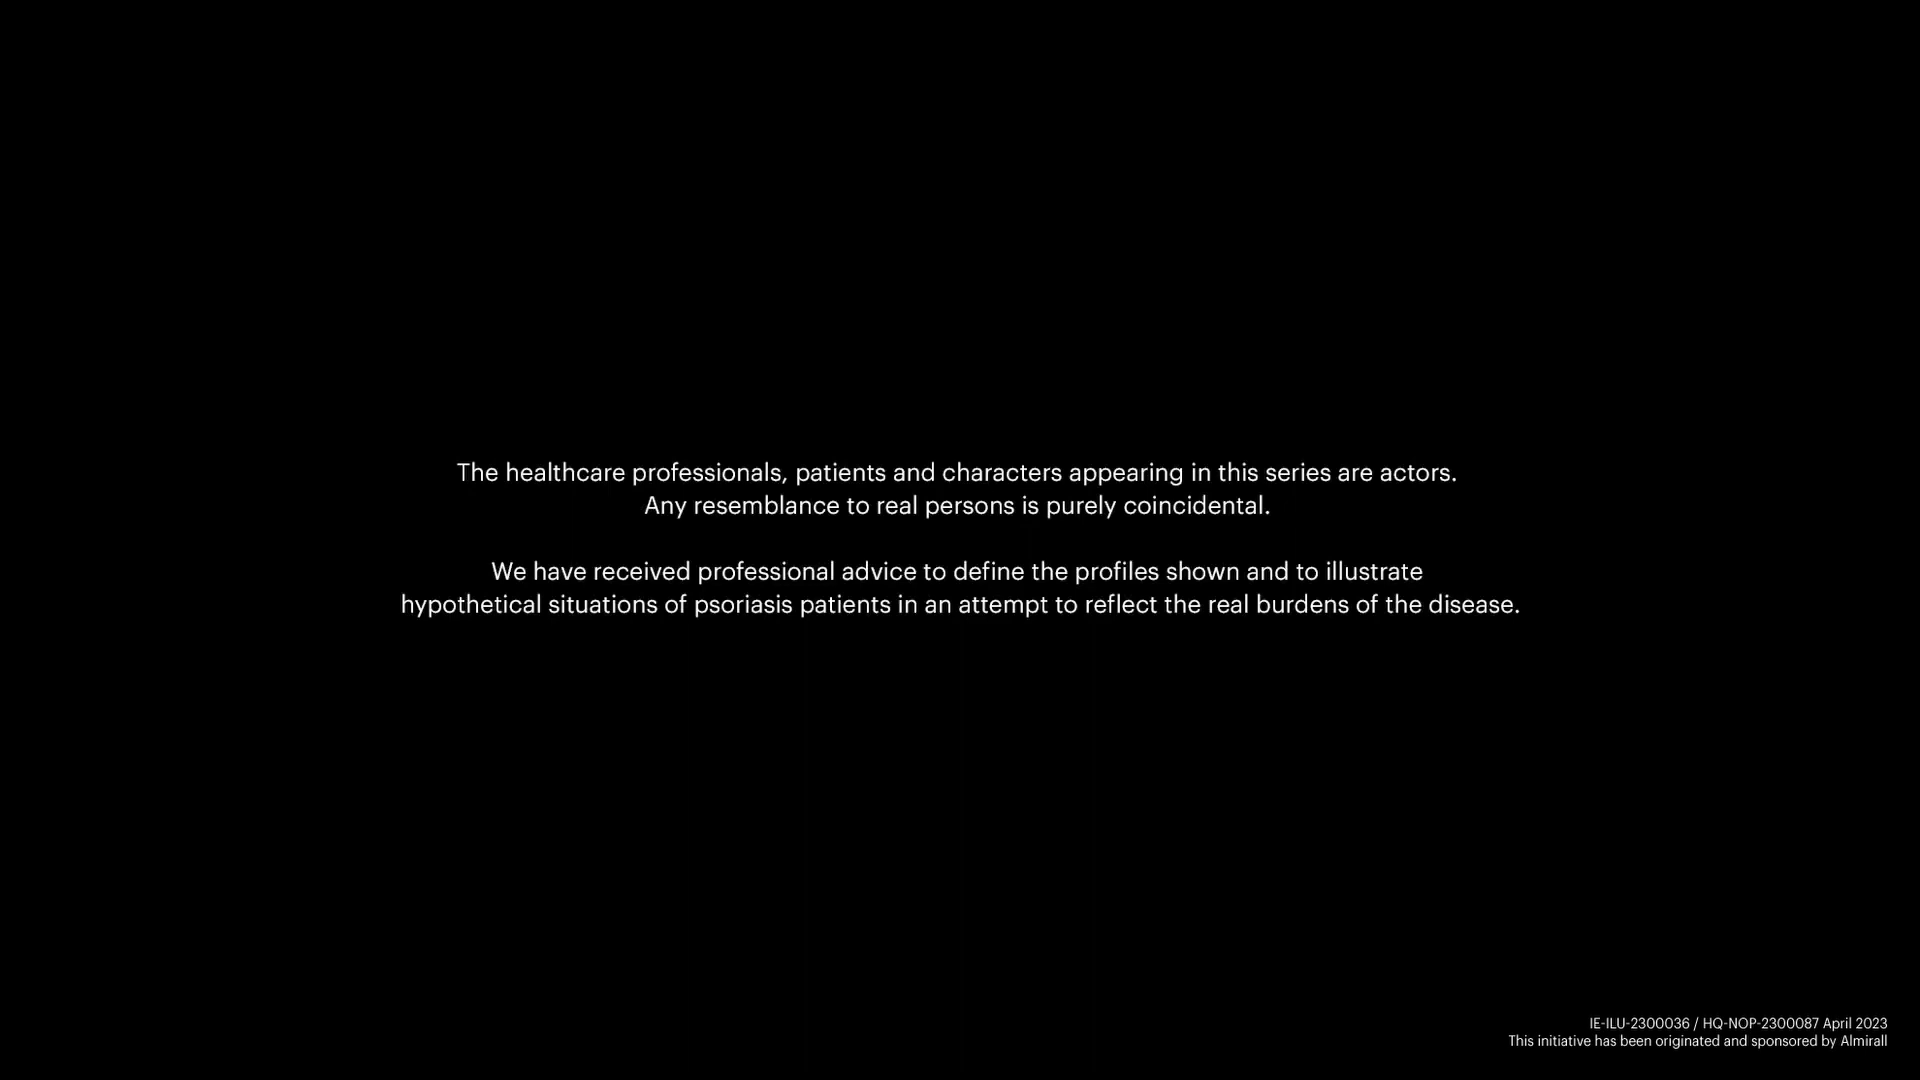 The healthcare professionals, patients and characters appearing in this series are actors.
Any resemblance to real persons is purely coincidental.
We have received professional advice to define the profiles shown and to illustrate
hypothetical situations of psoriasis patients in an attempt to reflect the real burdens of the disease.
IE-ILU-2300036 / HQ-NOP-2300087 April 2023
This initiative has been originated and sponsored by Almirall